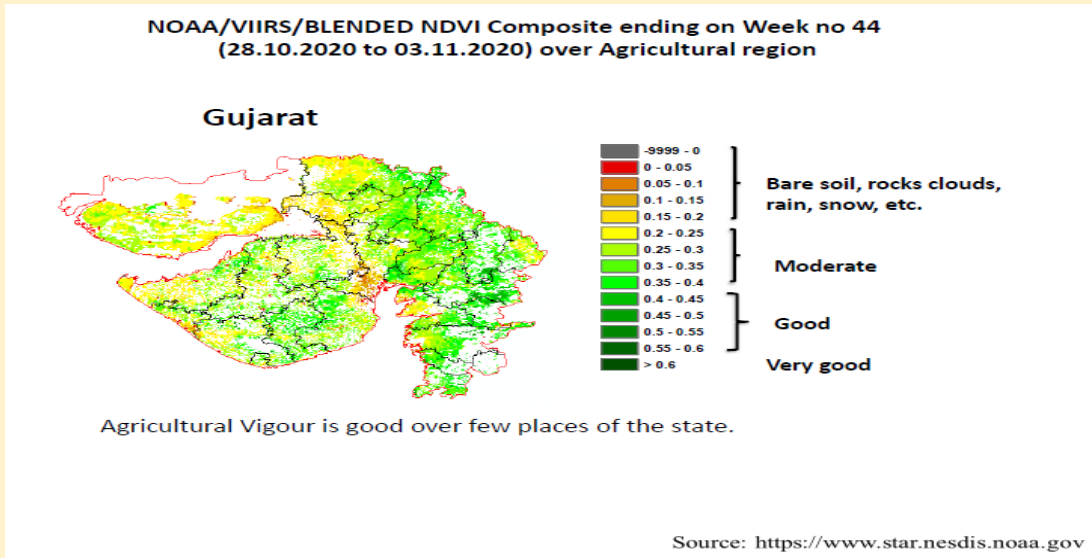 NOAA/VIIRS/BLENDED NDVI Composite ending on Week no 44
(28.10.2020 to 03.11.2020) over Agricultural region
Gujarat
-9999 - 0
0 - 0.05
0.05 - 0.1
0.1 - 0.15
0.15 - 0.2
0.2 - 0.25
0.25 - 0.3
0.3 - 0.35
0.35 - 0.4
0.4 - 0.45
0.45 - 0.5
0.5 - 0.55
0.55 - 0.6
> 0.6
Bare soil, rocks clouds,
rain, snow, etc.
Moderate
Good
Very good
Agricultural Vigour is good over few places of the state.
Source: https://www.star.nesdis.noaa.gov